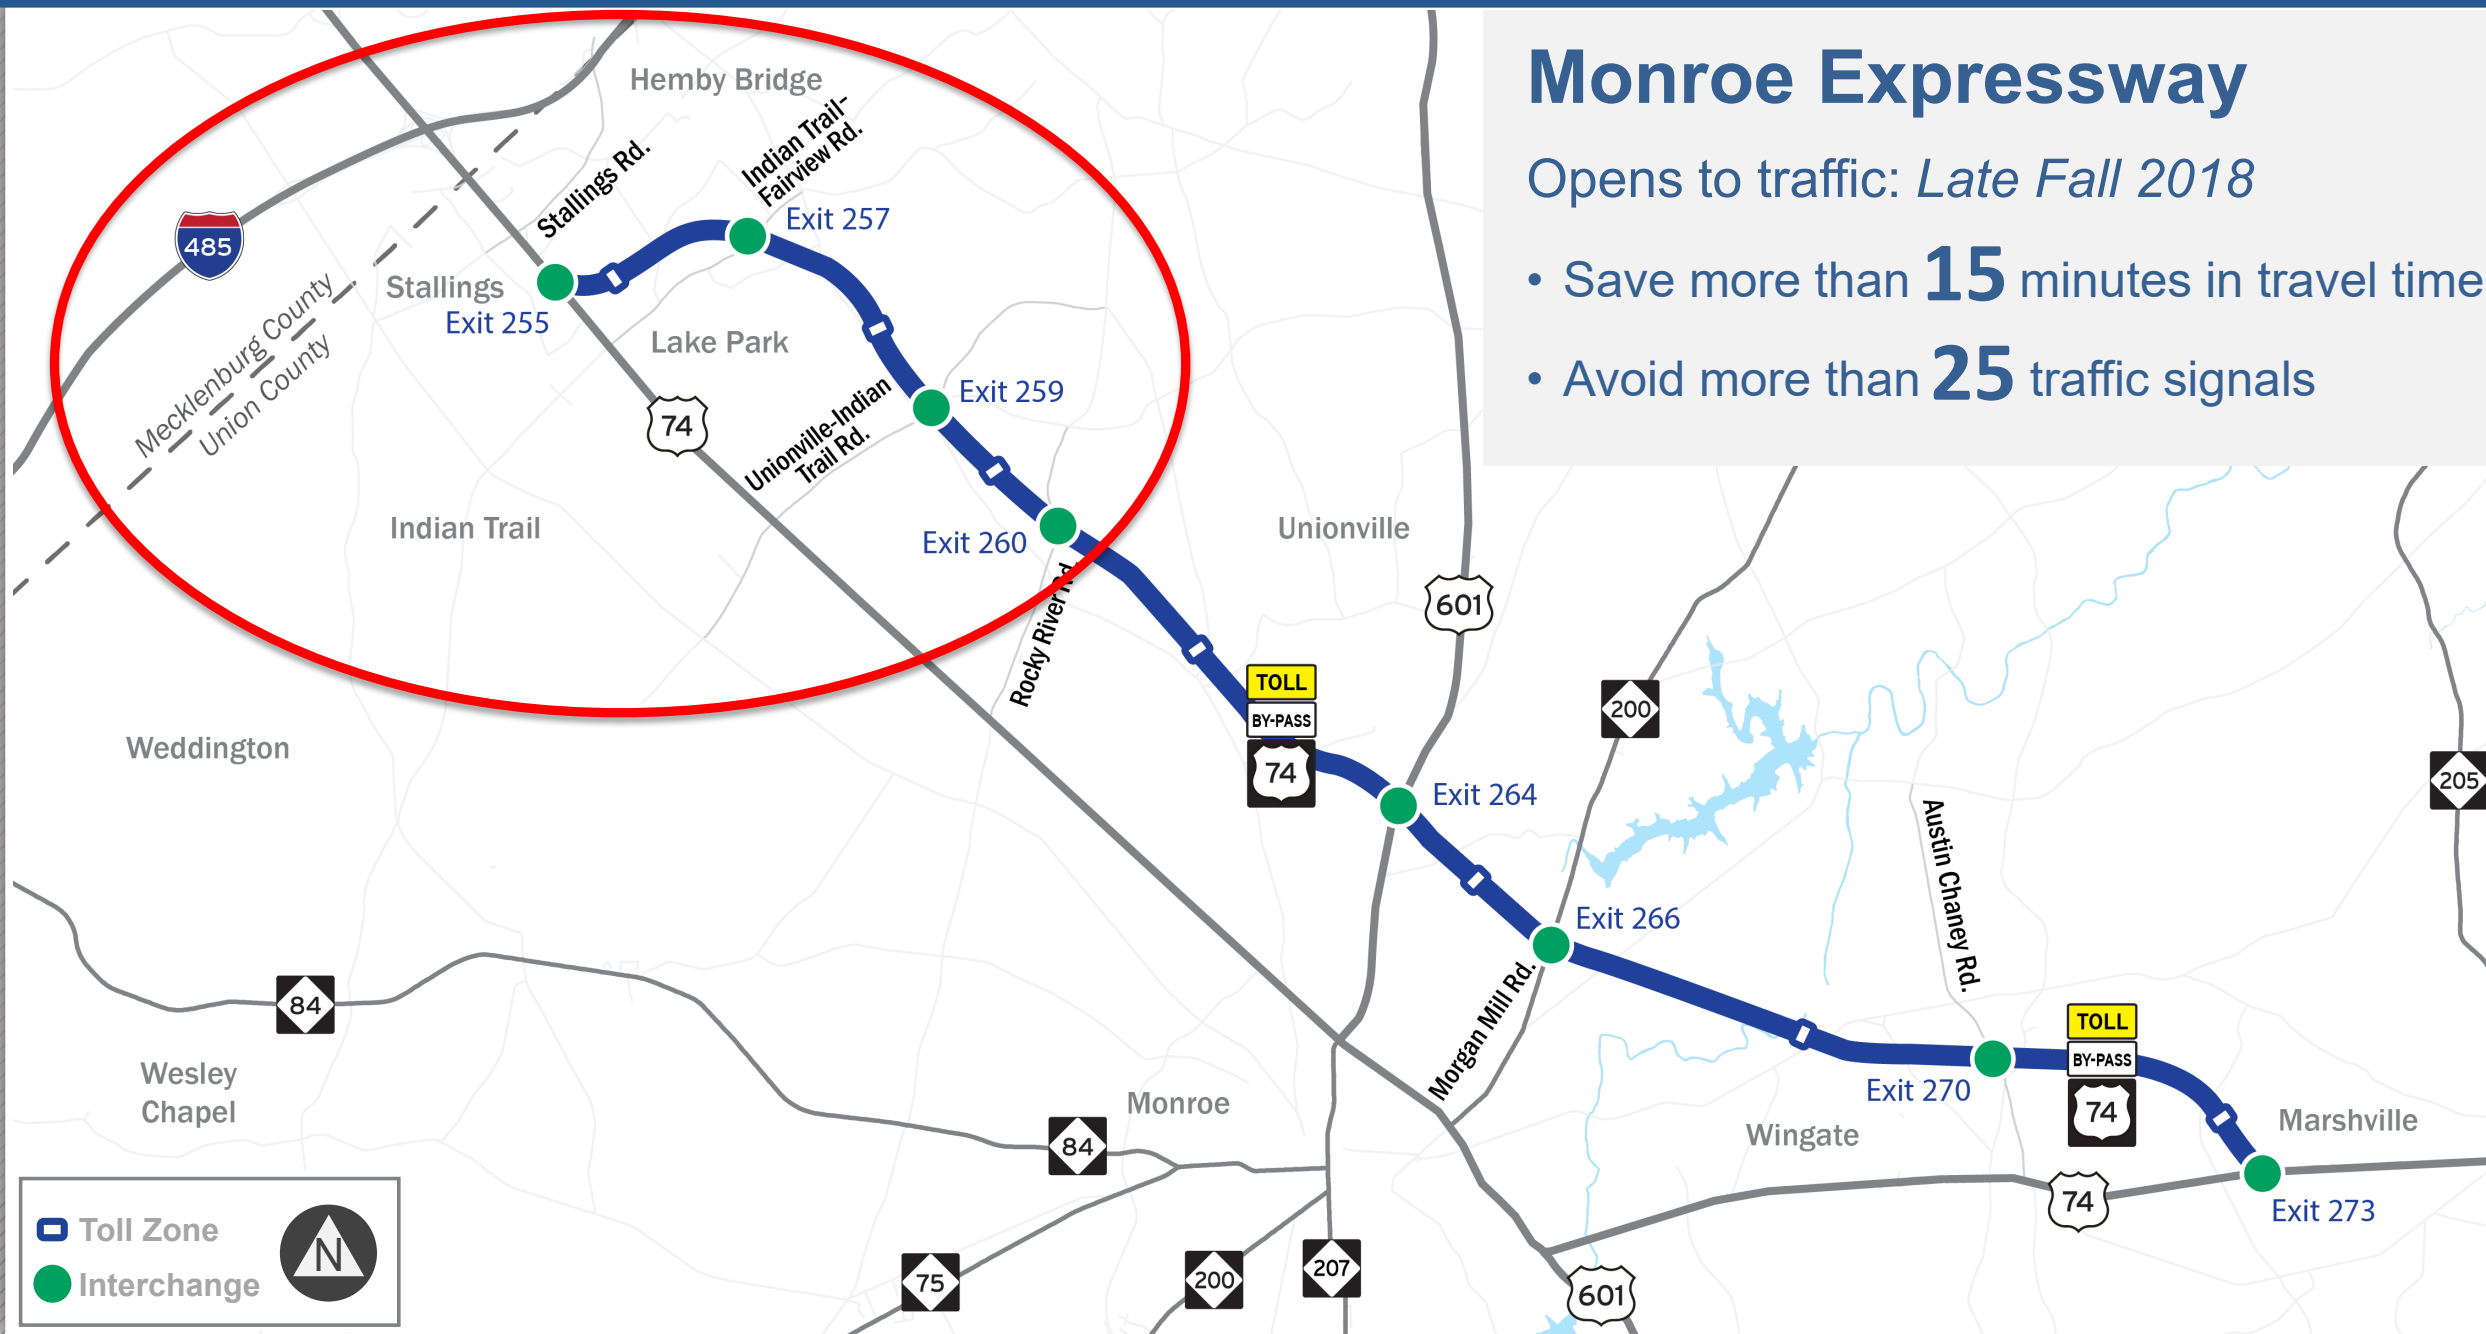 Monroe Expressway
Opens to traffic: Late Fall 2018
• Save more than 15 minutes in travel time
• Avoid more than 25 traffic signals
Hemby Bridge
Indian Trail-
Fairview Rd.
Stallings Rd.
Exit 257
485
Stallings
Exit 255
Mecklenburg County
Union County
Lake Park
Exit 259
74
Unionville-Indian
Trail Rd.
Indian Trail
Exit 260
Unionville
Rocky River Rd.
601
TOLL
BY-PASS
74
200
Weddington
205
Exit 264
Austin Chaney Rd.
Exit 266
84
Morgan Mill Rd.
TOLL
BY-PASS
74
Wesley
Chapel
Exit 270
Monroe
84
Wingate
Marshville
74
Exit 273
75
200
207
601
Toll Zone
Interchange
N